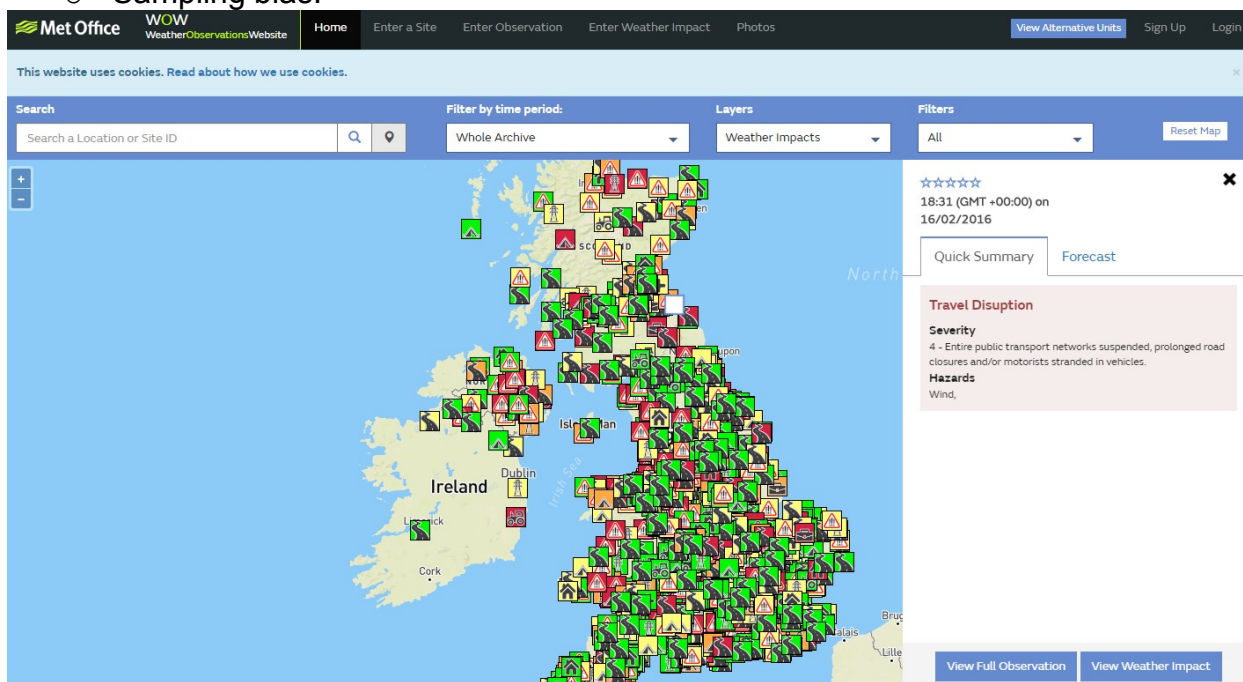 ○ Sampling bias.
Met Office
WOW
WeatherObservationsWebsite
Home
Enter a Site
Enter Observation
Enter Weather Impact
Photos
View Alternative Units
Sign Up
Login
This website uses cookies. Read about how we use cookies.
×
Search
Filter by time period:
Layers
Filters
Search a Location or Site ID
Whole Archive
Weather Impacts
All
Reset Map
+
-
18:31 (GMT +00:00) on
16/02/2016
Quick Summary
Forecast
North
Travel Disuption
Severity
4 - Entire public transport networks suspended, prolonged road
closures and/or motorists stranded in vehicles.
Hazards
Wind,
Dublin
Irish Sea
Ireland
Cork
View Full Observation
View Weather Impact